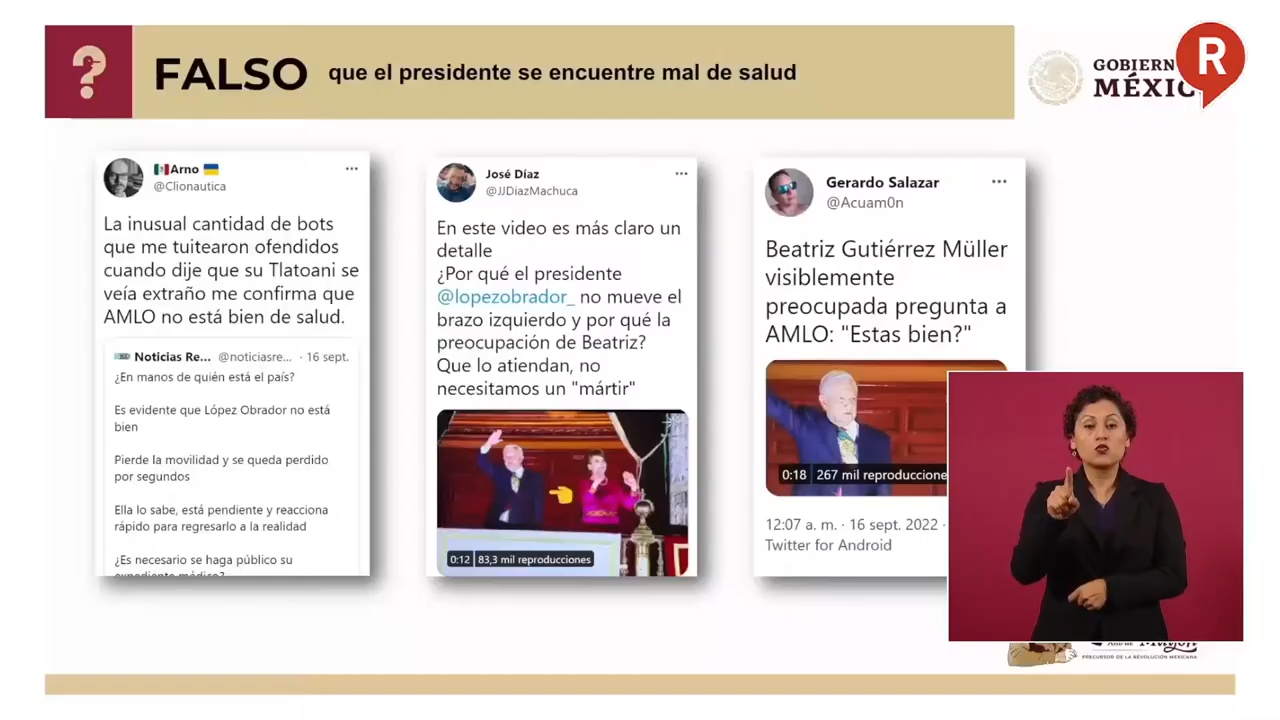 ?
FALSO que el presidente se encuentre mal de salud
GOBIERN
MÉXIC
R
Arno
@Clionautica
La inusual cantidad de bots
que me tuitearon ofendidos
cuando dije que su Tlatoani se
veía extraño me confirma que
AMLO no está bien de salud.
Noticias Re... @noticiasre... · 16 sept.
¿En manos de quién está el país?
Es evidente que López Obrador no está
bien
Pierde la movilidad y se queda perdido
por segundos
Ella lo sabe, está pendiente y reacciona
rápido para regresarlo a la realidad
¿Es necesario se haga público su
expediente médico?
José Díaz
@JJDiazMachuca
En este video es más claro un
detalle
¿Por qué el presidente
@lopezobrador_ no mueve el
brazo izquierdo y por qué la
preocupación de Beatriz?
Que lo atiendan, no
necesitamos un "mártir"
0:12 83,3 mil reproducciones
Gerardo Salazar
@Acuam0n
Beatriz Gutiérrez Müller
visiblemente
preocupada pregunta a
AMLO: "Estas bien?"
0:18 267 mil reproduccione
12:07 a. m. · 16 sept. 2022 ·
Twitter for Android
PRECURSOR DE LA REVOLUCIÓN MEXICANA